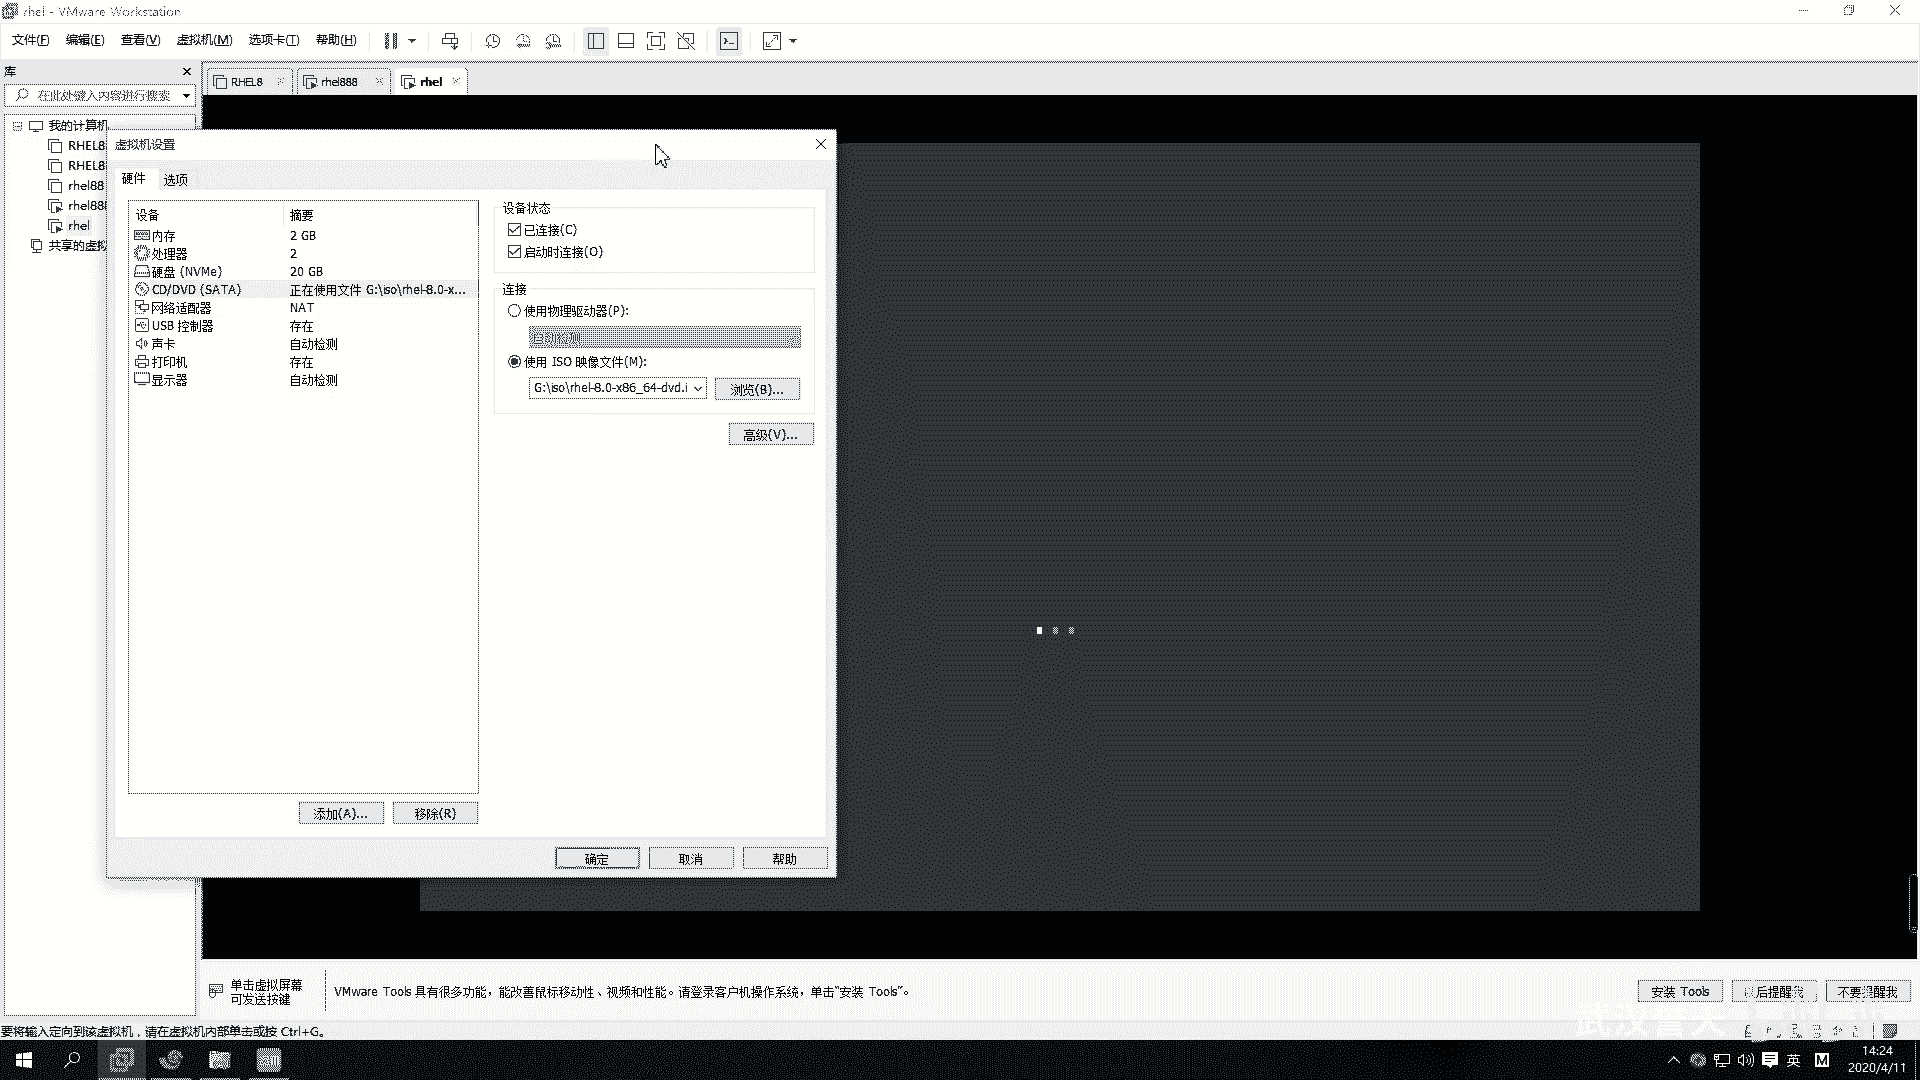 rhel - VMware Workstation
文件(F) 编辑(E) 查看(V) 虚拟机(M) 选项卡(T) 帮助(H)
库
在此处键入内容进行搜索
RHEL8 rhel888 rhel
我的计算机
RHEL8
RHEL8
rhel88
rhel88
rhel
共享的虚拟
虚拟机设置
硬件 选项
设备 摘要
内存 2 GB
处理器 2
硬盘 (NVMe) 20 GB
CD/DVD (SATA) 正在使用文件 G:\iso\rhel-8.0-x...
网络适配器 NAT
USB 控制器 存在
声卡 自动检测
打印机 存在
显示器 自动检测
添加(A)... 移除(R)
设备状态
已连接(C)
启动时连接(O)
连接
使用物理驱动器(P):
自动检测
使用 ISO 映像文件(M):
G:\iso\rhel-8.0-x86_64-dvd.i 浏览(B)...
高级(V)...
确定 取消 帮助
单击虚拟屏幕
可发送按键
VMware Tools 具有很多功能，能改善鼠标移动性、视频和性能。请登录客户机操作系统，单击“安装 Tools”。
安装 Tools 以后提醒我 不要提醒我
要将输入定向到该虚拟机，请在虚拟机内部单击或按 Ctrl+G。
英 M
14:24
2020/4/11